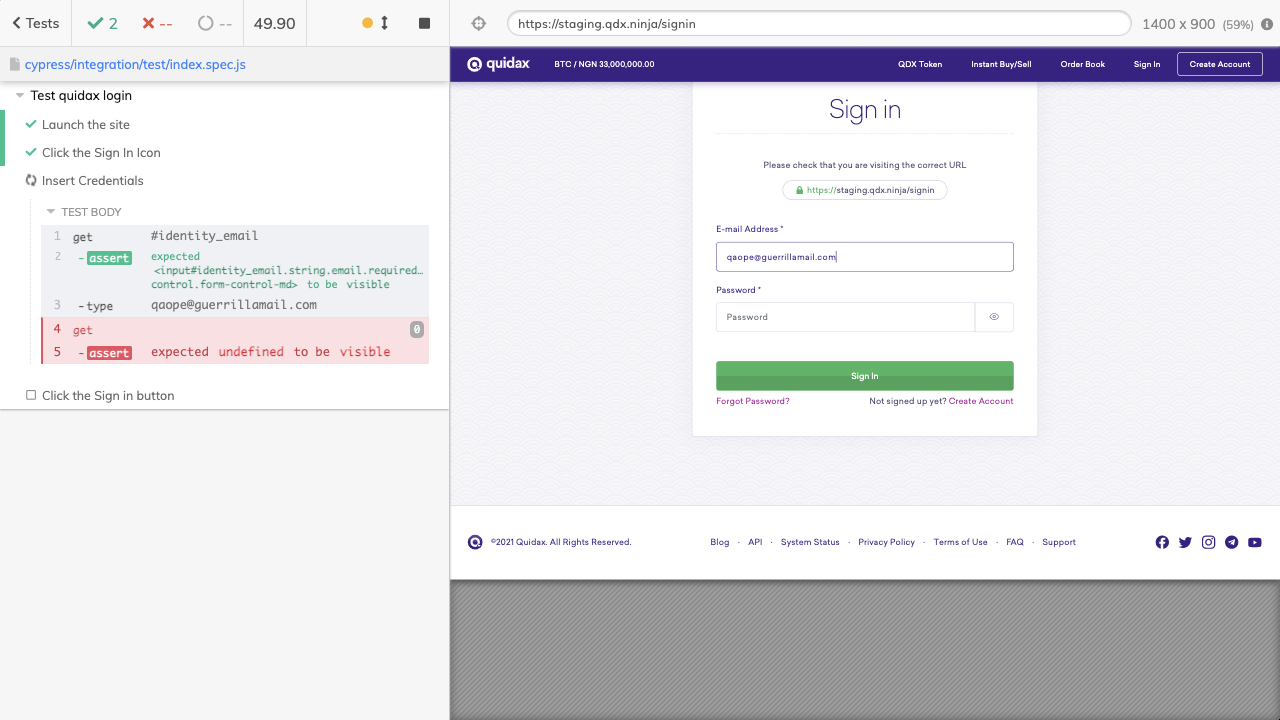 Tests
2
--
--
49.90
cypress/integration/test/index.spec.js
Test quidax login
Launch the site
Click the Sign In Icon
Insert Credentials
TEST BODY
1 get #identity_email
2 -assert expected
<input#identity_email.string.email.required…
control.form-control-md> to be visible
3 -type qaope@guerrillamail.com
4 get 0
5 -assert expected undefined to be visible
Click the Sign in button
https://staging.qdx.ninja/signin
1400 x 900 (59%)
quidax
BTC / NGN 33,000,000.00
QDX Token
Instant Buy/Sell
Order Book
Sign In
Create Account
Sign in
Please check that you are visiting the correct URL
https://staging.qdx.ninja/signin
E-mail Address *
qaope@guerrillamail.com
Password *
Password
Sign In
Forgot Password?
Not signed up yet? Create Account
©2021 Quidax. All Rights Reserved.
Blog · API · System Status · Privacy Policy · Terms of Use · FAQ · Support